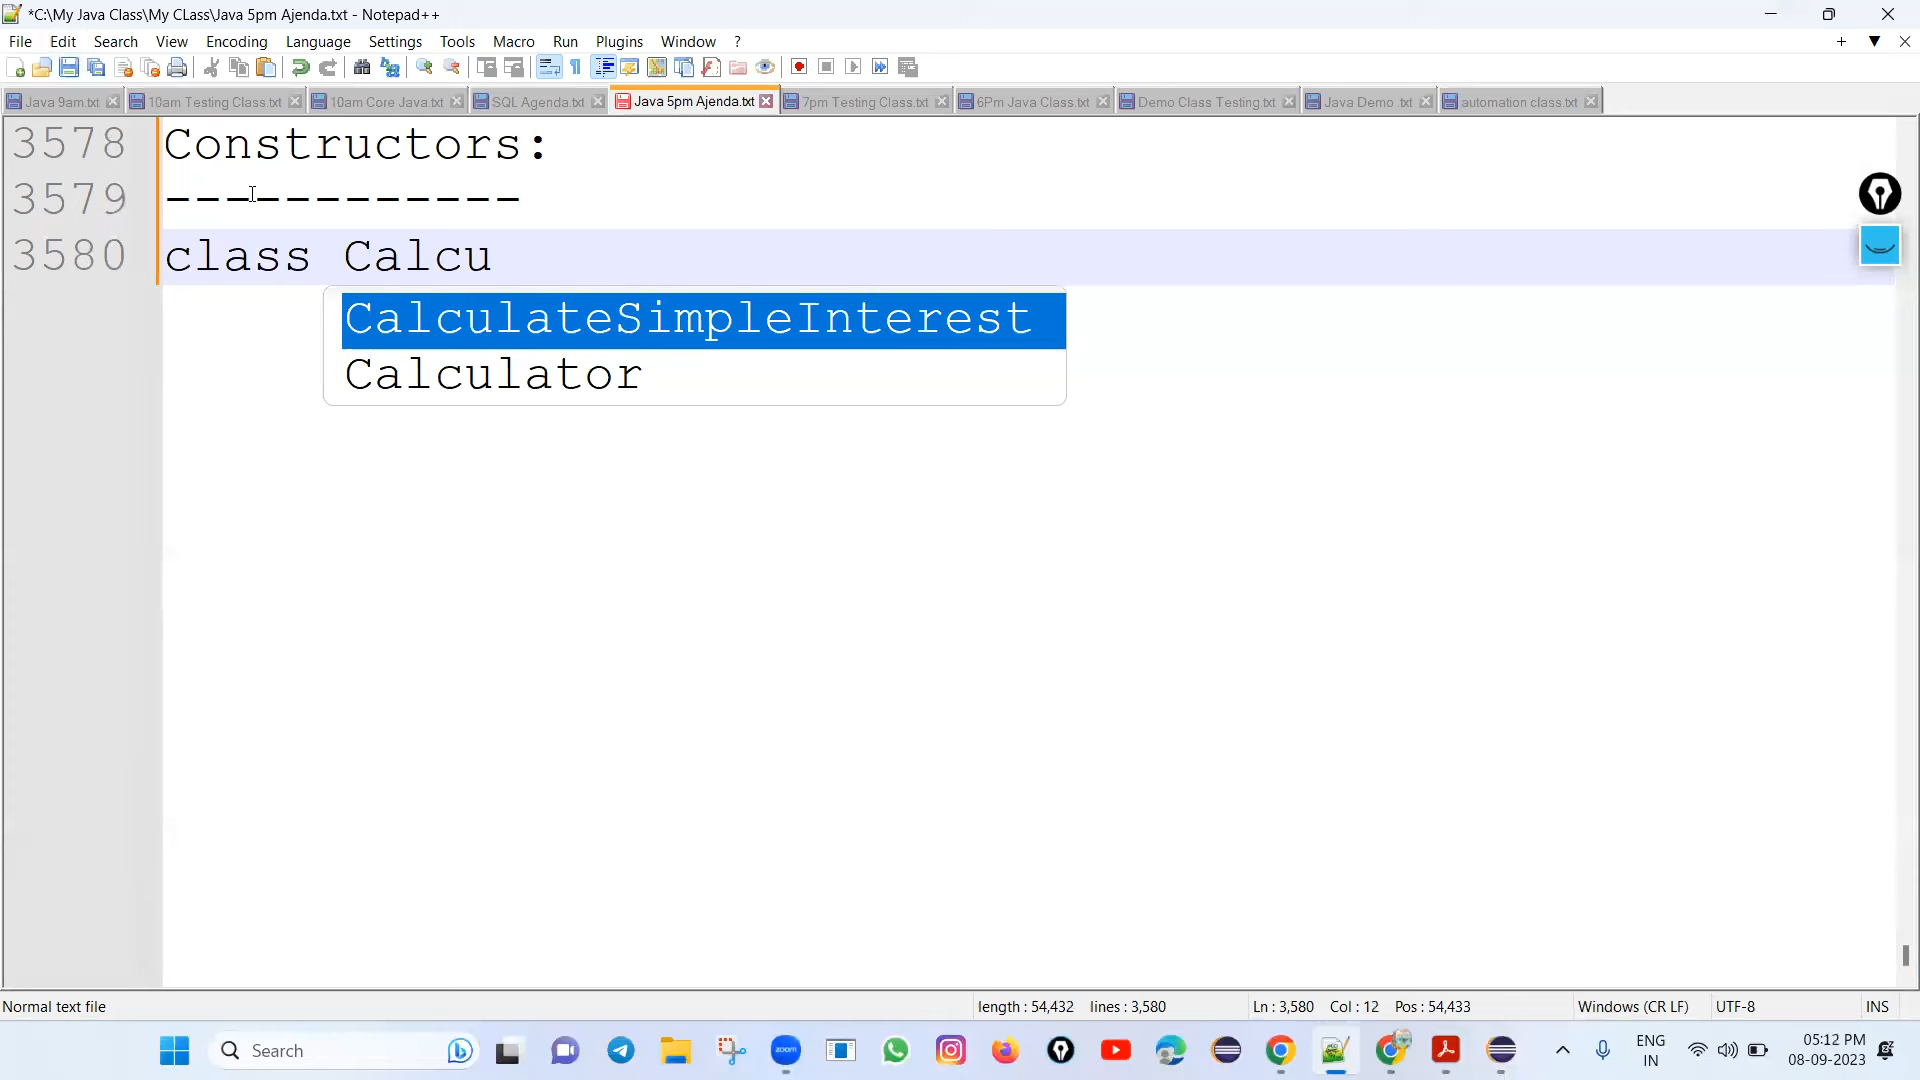 *C:\My Java Class\My CLass\Java 5pm Ajenda.txt - Notepad++
File Edit Search View Encoding Language Settings Tools Macro Run Plugins Window ?
Java 9am.txt 10am Testing Class.txt 10am Core Java.txt SQL Agenda.txt Java 5pm Ajenda.txt 7pm Testing Class.txt 6Pm Java Class.txt Demo Class Testing.txt Java Demo .txt automation class.txt
3578 Constructors:
3579 ------------
3580 class Calcu
CalculateSimpleInterest
Calculator
Normal text file length : 54,432 lines : 3,580 Ln : 3,580 Col : 12 Pos : 54,433 Windows (CR LF) UTF-8 INS
Search zoom ENG IN 05:12 PM 08-09-2023